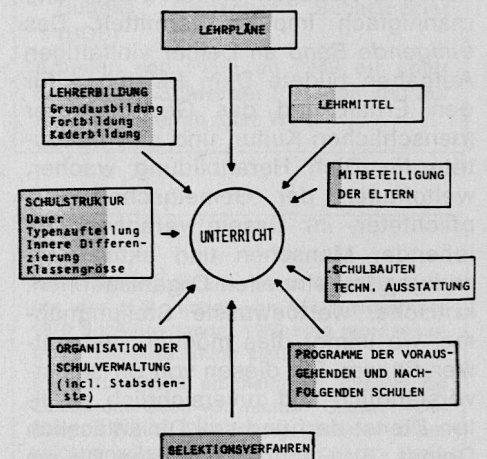 LEHRPLÄNE
LEHRERBILDUNG
Grundausbildung
Fortbildung
Kaderbildung
LEHRMITTEL
MITBETEILIGUNG
DER ELTERN
SCHULSTRUKTUR
Dauer
Typenaufteilung
Innere Differen-
zierung
Klassengrösse
UNTERRICHT
SCHULBAUTEN
TECHN. AUSSTATTUNG
ORGANISATION DER
SCHULVERWALTUNG
(incl. Stabsdien-
ste)
PROGRAMME DER VORAUS-
GEHENDEN UND NACH-
FOLGENDEN SCHULEN
SELEKTIONSVERFAHREN